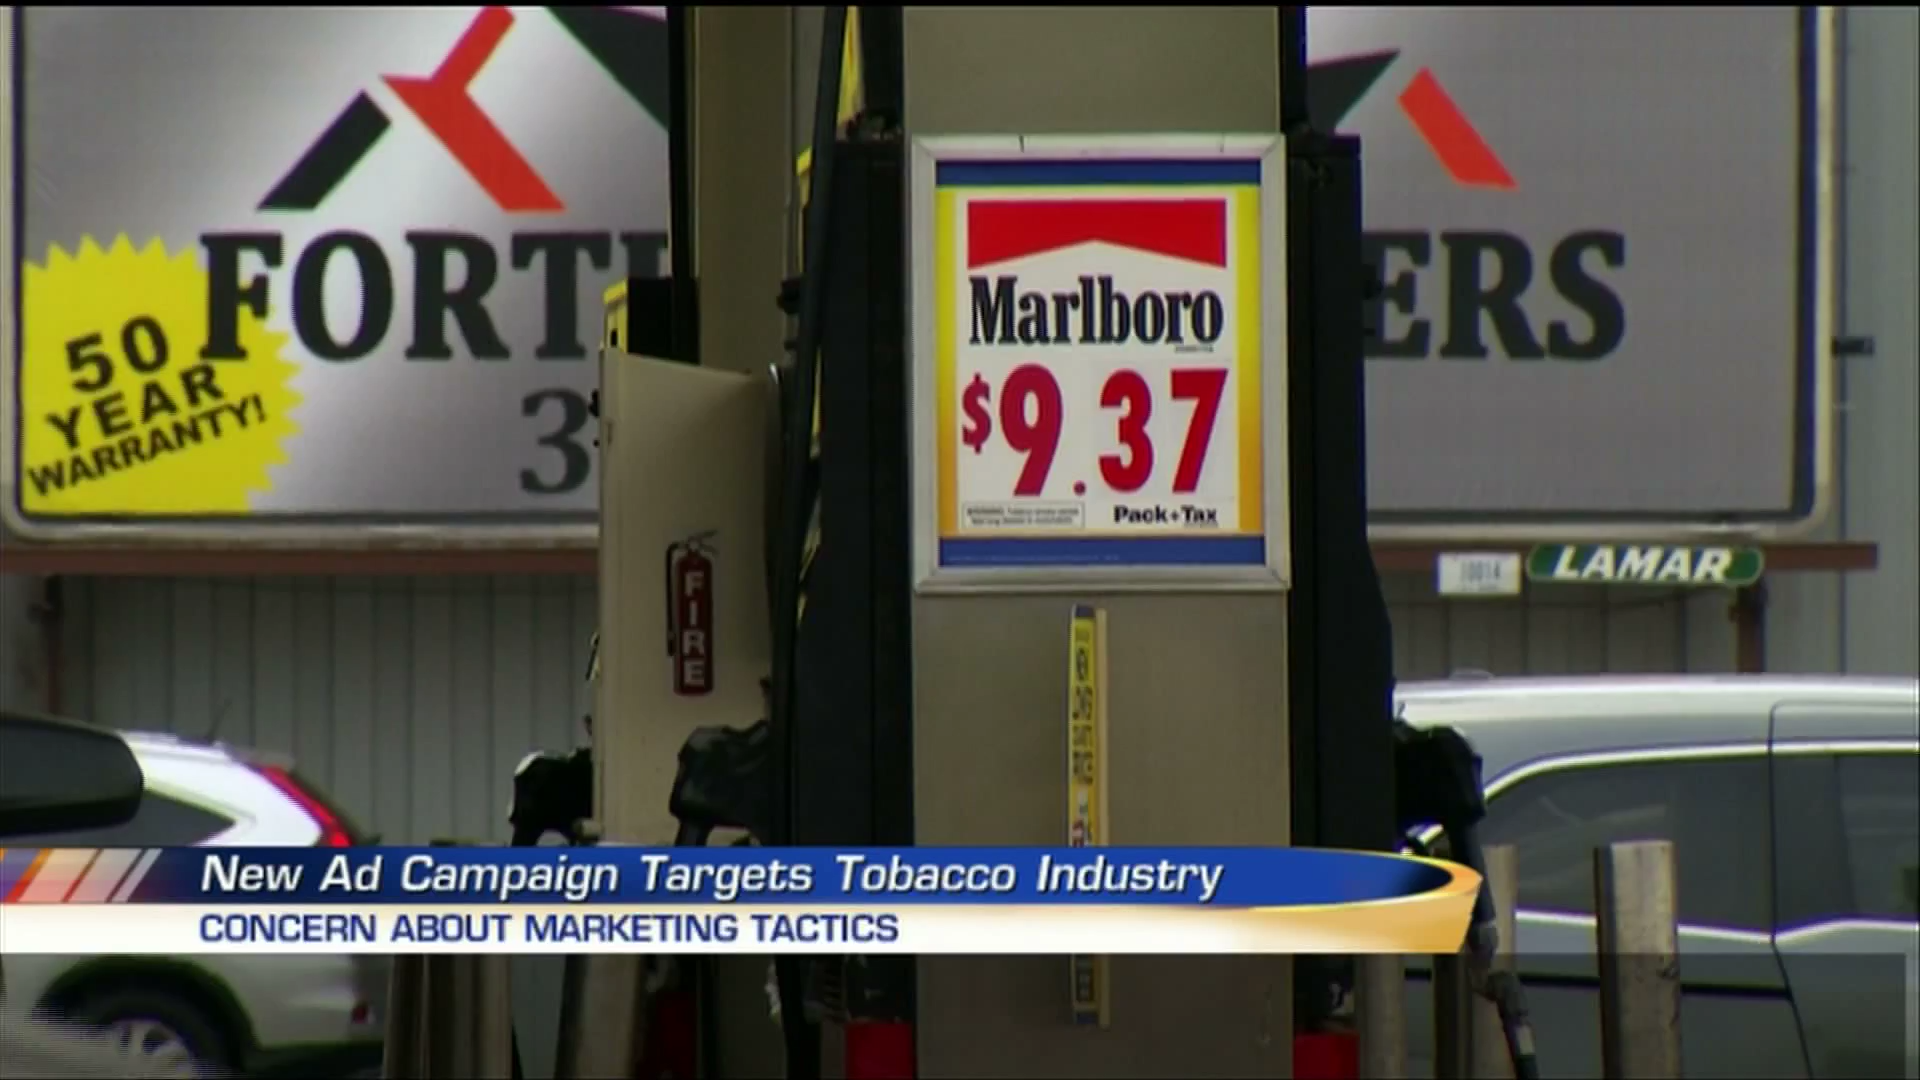 FORT
ERS
50
YEAR
WARRANTY!
3
Marlboro
$9.37
Pack+Tax
FIRE
LAMAR
New Ad Campaign Targets Tobacco Industry
CONCERN ABOUT MARKETING TACTICS